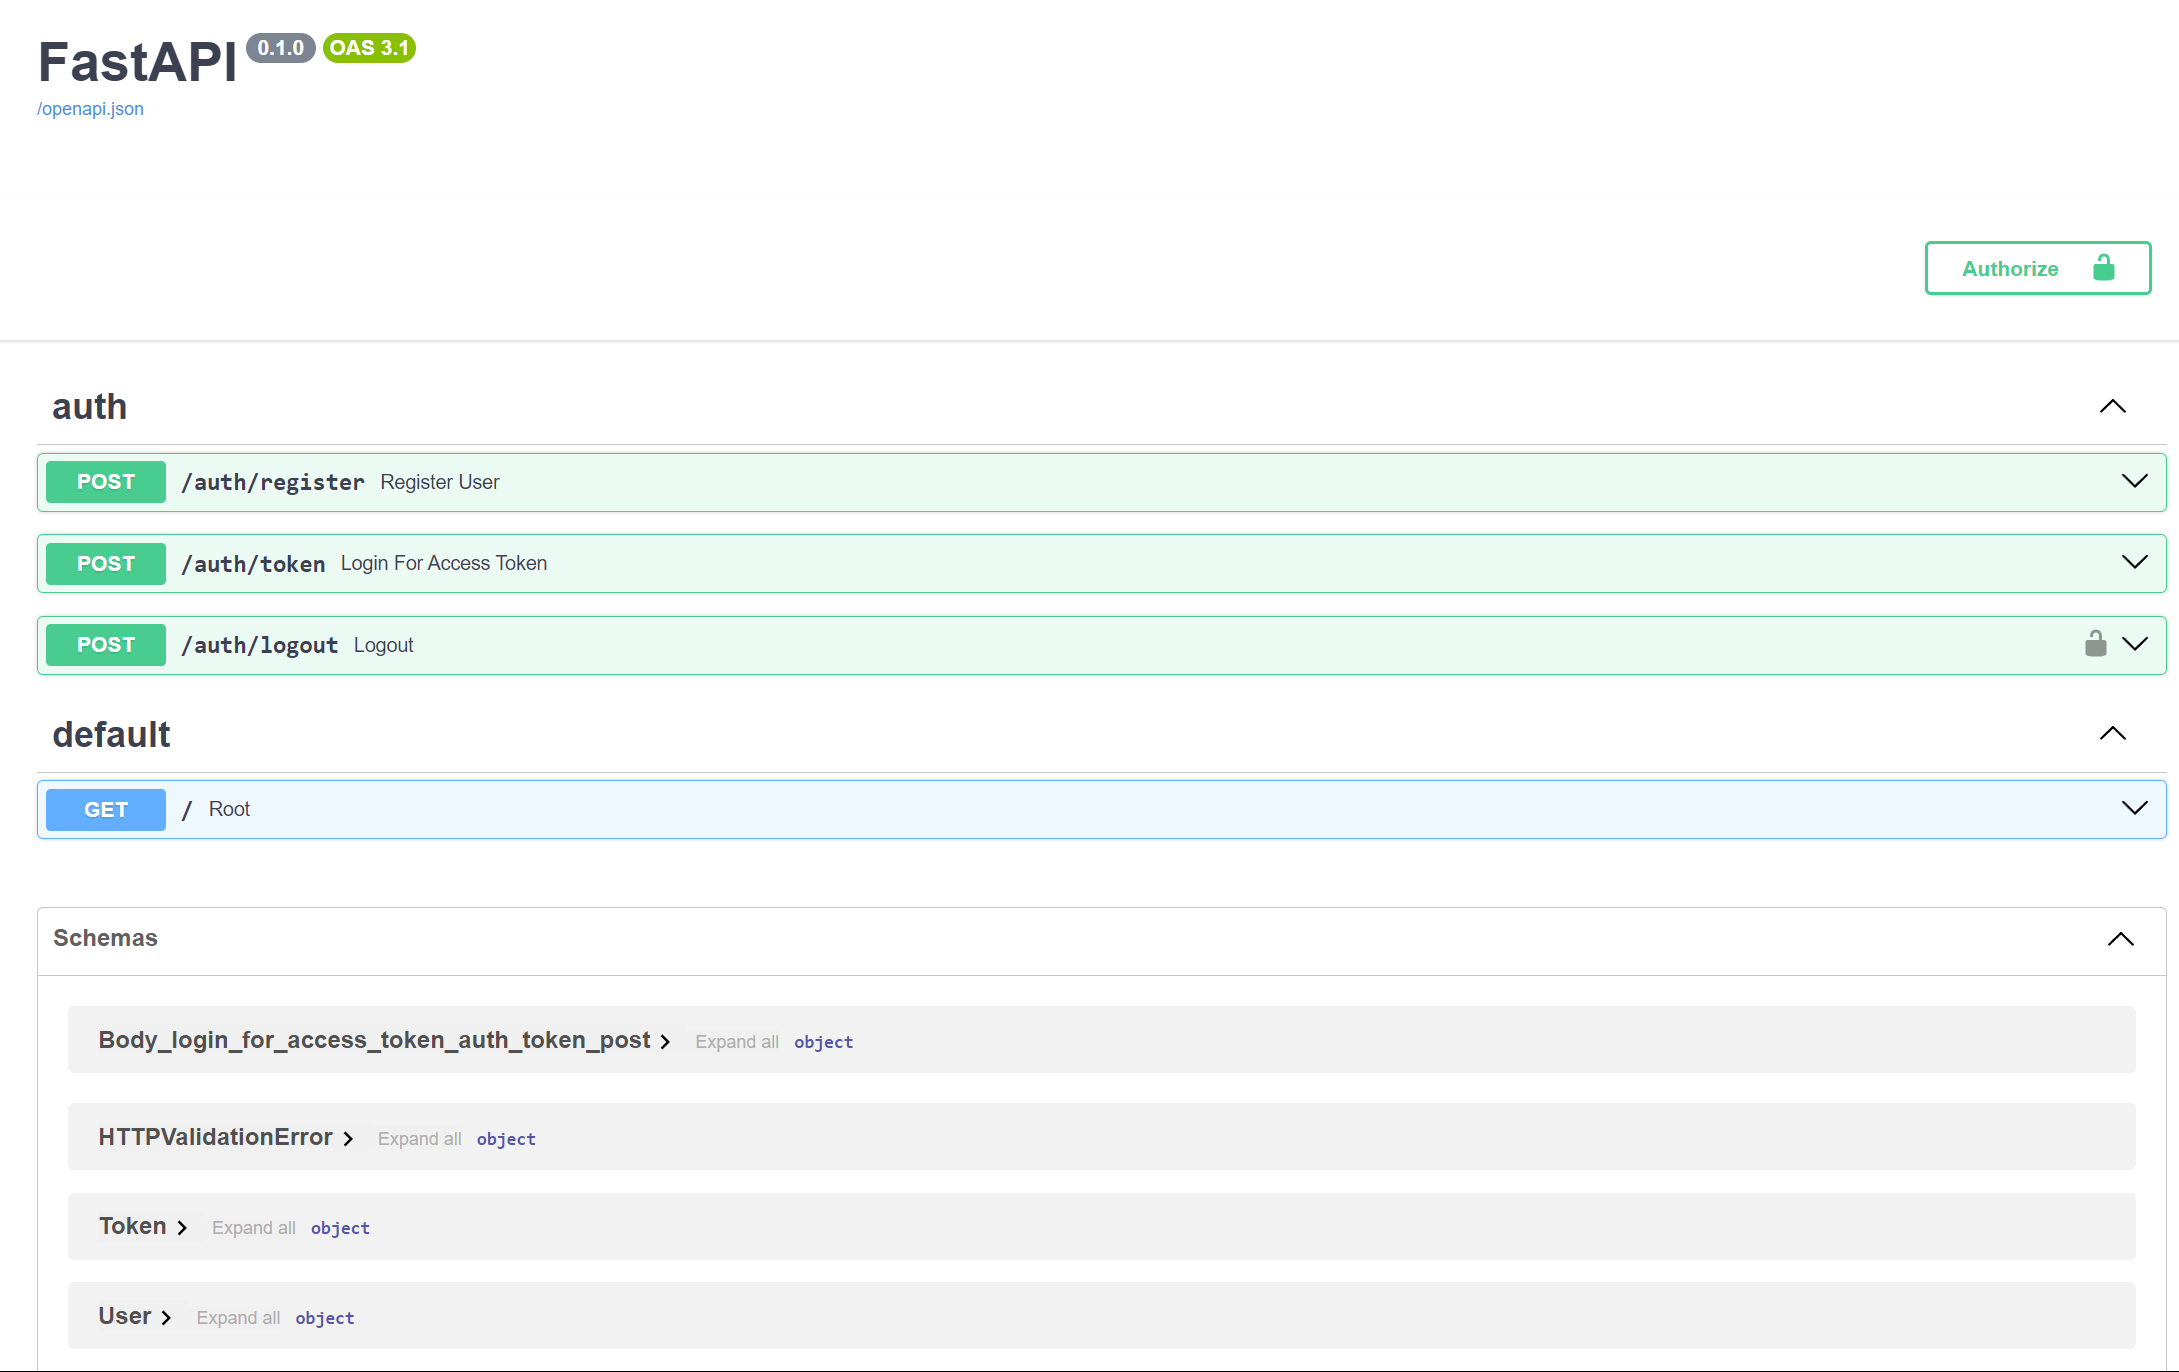 FastAPI 0.1.0 OAS 3.1
/openapi.json
Authorize
auth
POST /auth/register Register User
POST /auth/token Login For Access Token
POST /auth/logout Logout
default
GET / Root
Schemas
Body_login_for_access_token_auth_token_post Expand all object
HTTPValidationError Expand all object
Token Expand all object
User Expand all object